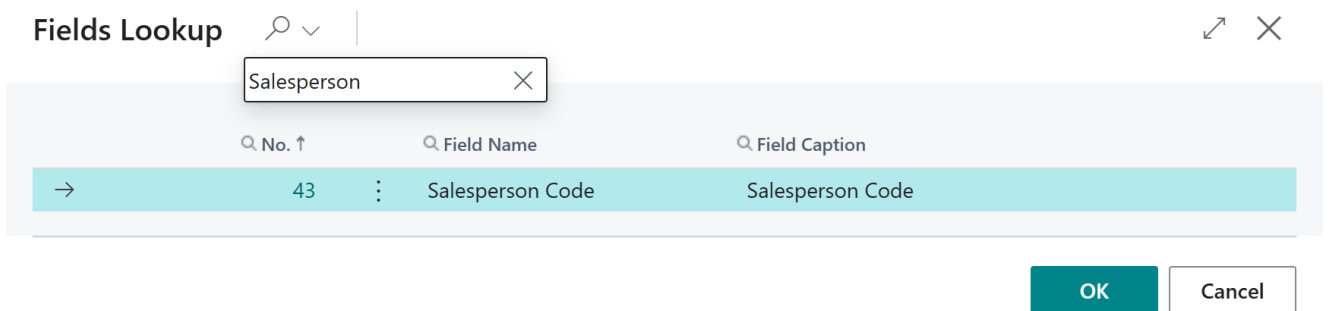 Fields Lookup
Salesperson
No. ↑ Field Name Field Caption
43 Salesperson Code Salesperson Code
OK Cancel